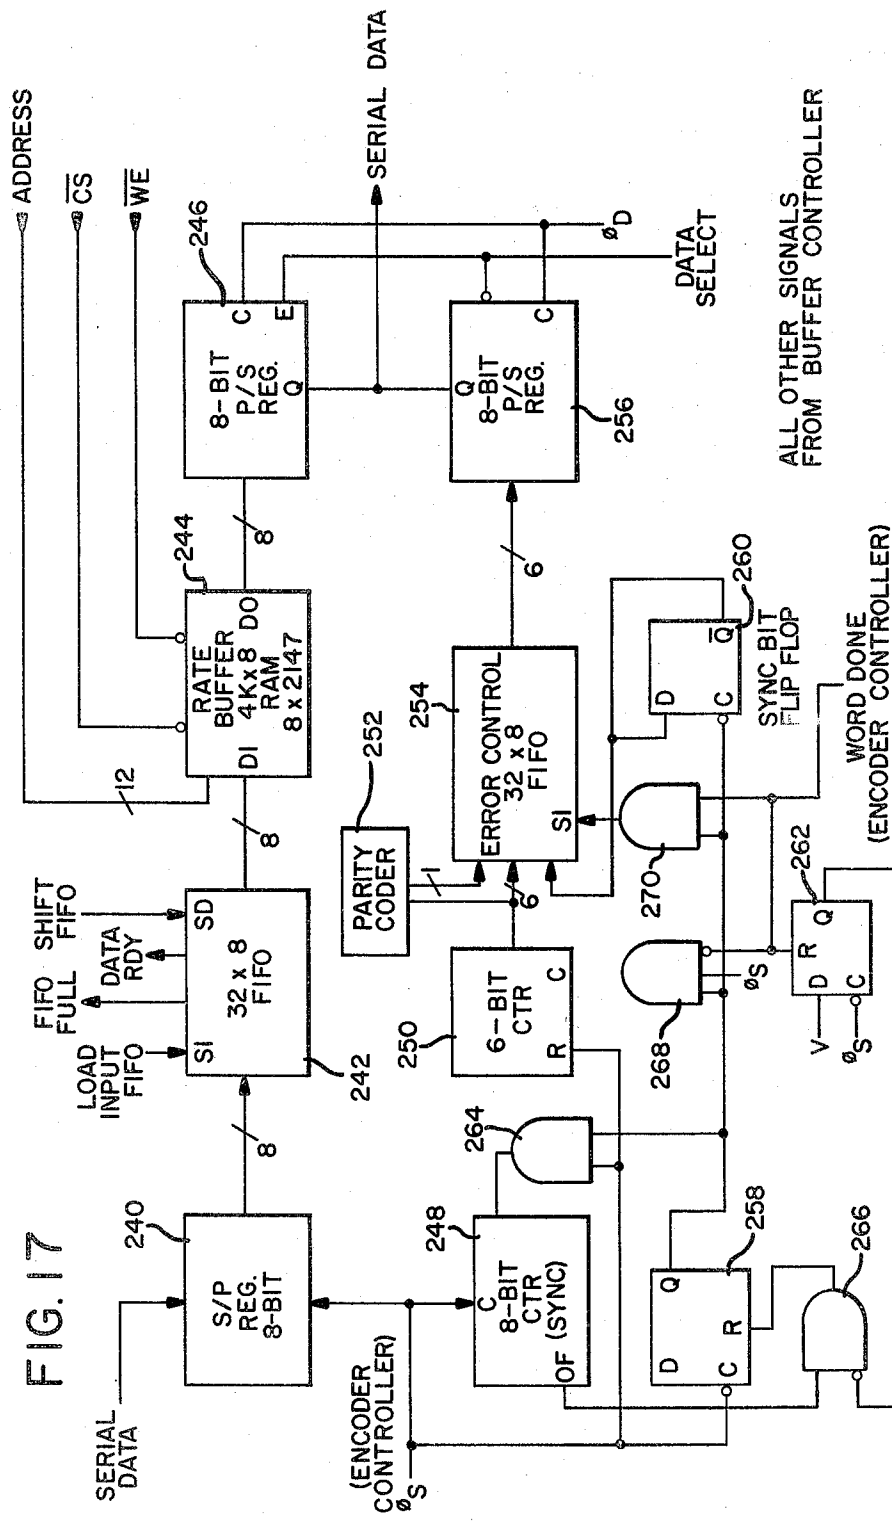 FIG. 17
SERIAL
DATA
240
S/P
REG.
8-BIT
8
LOAD
INPUT
FIFO
FIFO
FULL
DATA
RDY
SHIFT
FIFO
SI
SD
32 x 8
FIFO
242
8
12
DI
RATE
BUFFER
4K x 8
RAM
8 x 2147
DO
244
8
8-BIT
P/S
REG.
C
E
Q
246
ADDRESS
CS
WE
SERIAL DATA
(ENCODER
CONTROLLER)
øS
C
8-BIT
CTR
(SYNC)
OF
248
264
6-BIT
CTR
R
C
250
PARITY
CODER
252
1
6
ERROR CONTROL
32 x 8
FIFO
SI
254
6
Q
8-BIT
P/S
REG.
C
256
øD
DATA
SELECT
D
Q
R
C
258
266
268
øS
270
D
Q
C
260
SYNC BIT
FLIP FLOP
V
øS
D
R
Q
C
262
WORD DONE
(ENCODER CONTROLLER)
ALL OTHER SIGNALS
FROM BUFFER CONTROLLER